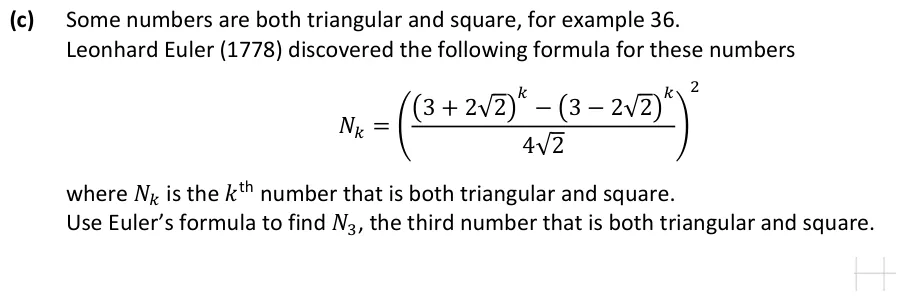 (c) Some numbers are both triangular and square, for example 36.
Leonhard Euler (1778) discovered the following formula for these numbers
N_k = (((3 + 2√2)^k − (3 − 2√2)^k) / (4√2))^2
where N_k is the k^th number that is both triangular and square.
Use Euler’s formula to find N_3, the third number that is both triangular and square.